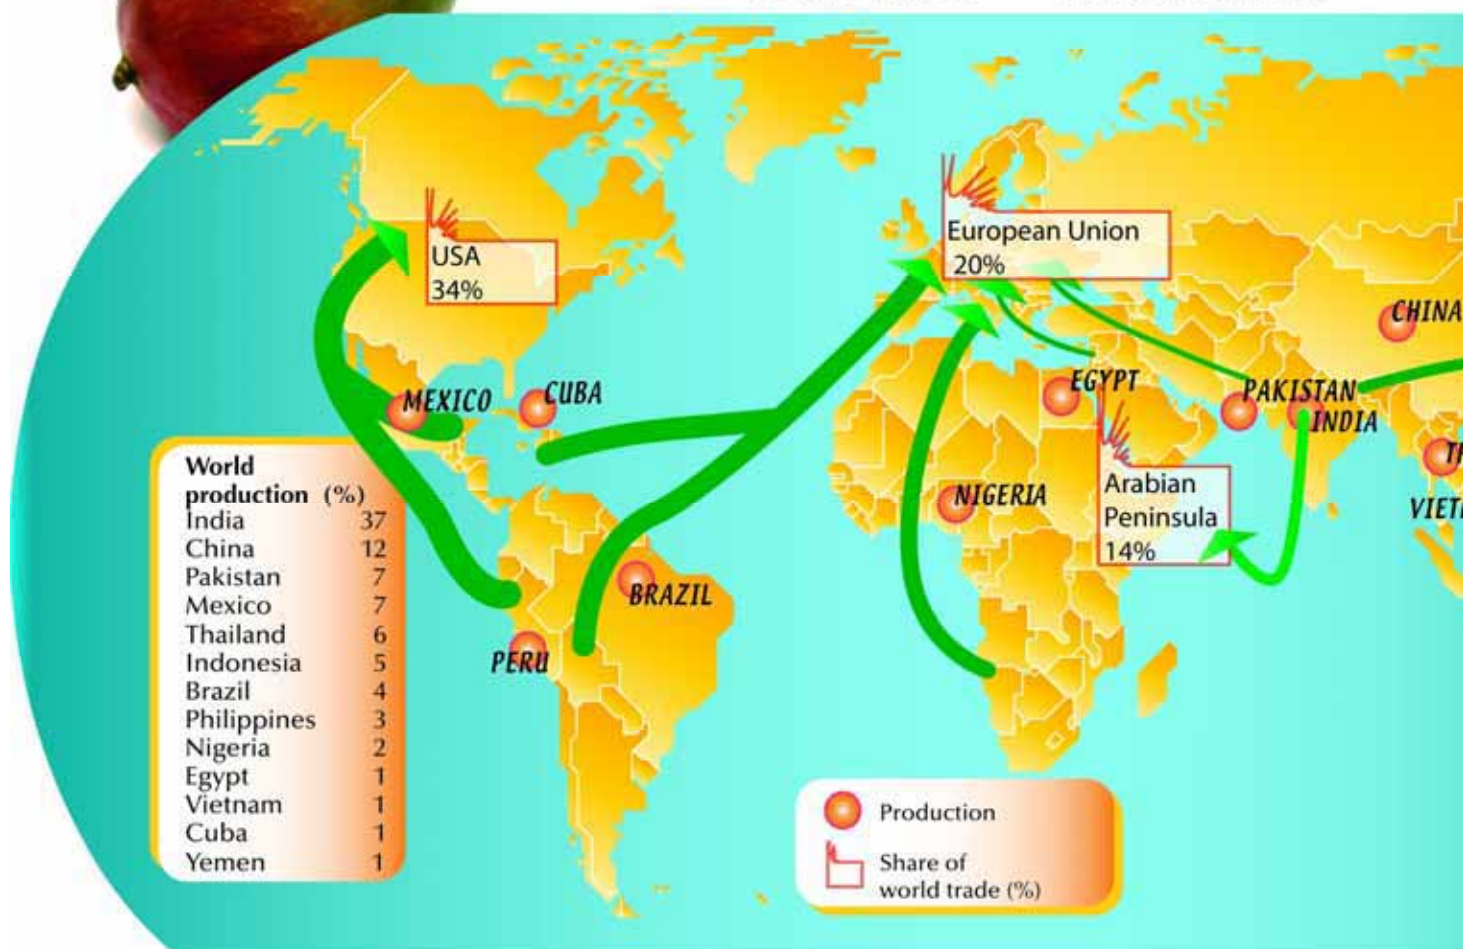 USA
34%
European Union
20%
CHINA
MEXICO
CUBA
EGYPT
PAKISTAN
INDIA
NIGERIA
Arabian
Peninsula
14%
BRAZIL
PERU
World
production (%)
India 37
China 12
Pakistan 7
Mexico 7
Thailand 6
Indonesia 5
Brazil 4
Philippines 3
Nigeria 2
Egypt 1
Vietnam 1
Cuba 1
Yemen 1
Production
Share of
world trade (%)